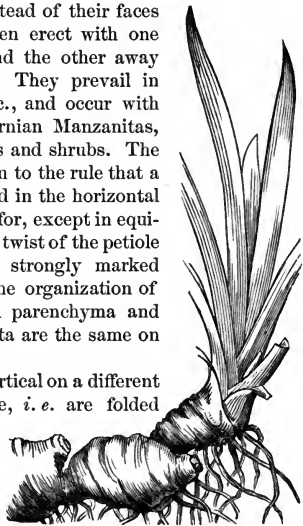 stead of their faces
en erect with one
nd the other away
They prevail in
c., and occur with
rnian Manzanitas,
s and shrubs. The
n to the rule that a
d in the horizontal
for, except in equi-
twist of the petiole
strongly marked
ne organization of
parenchyma and
ta are the same on
rtical on a different
e, i. e. are folded